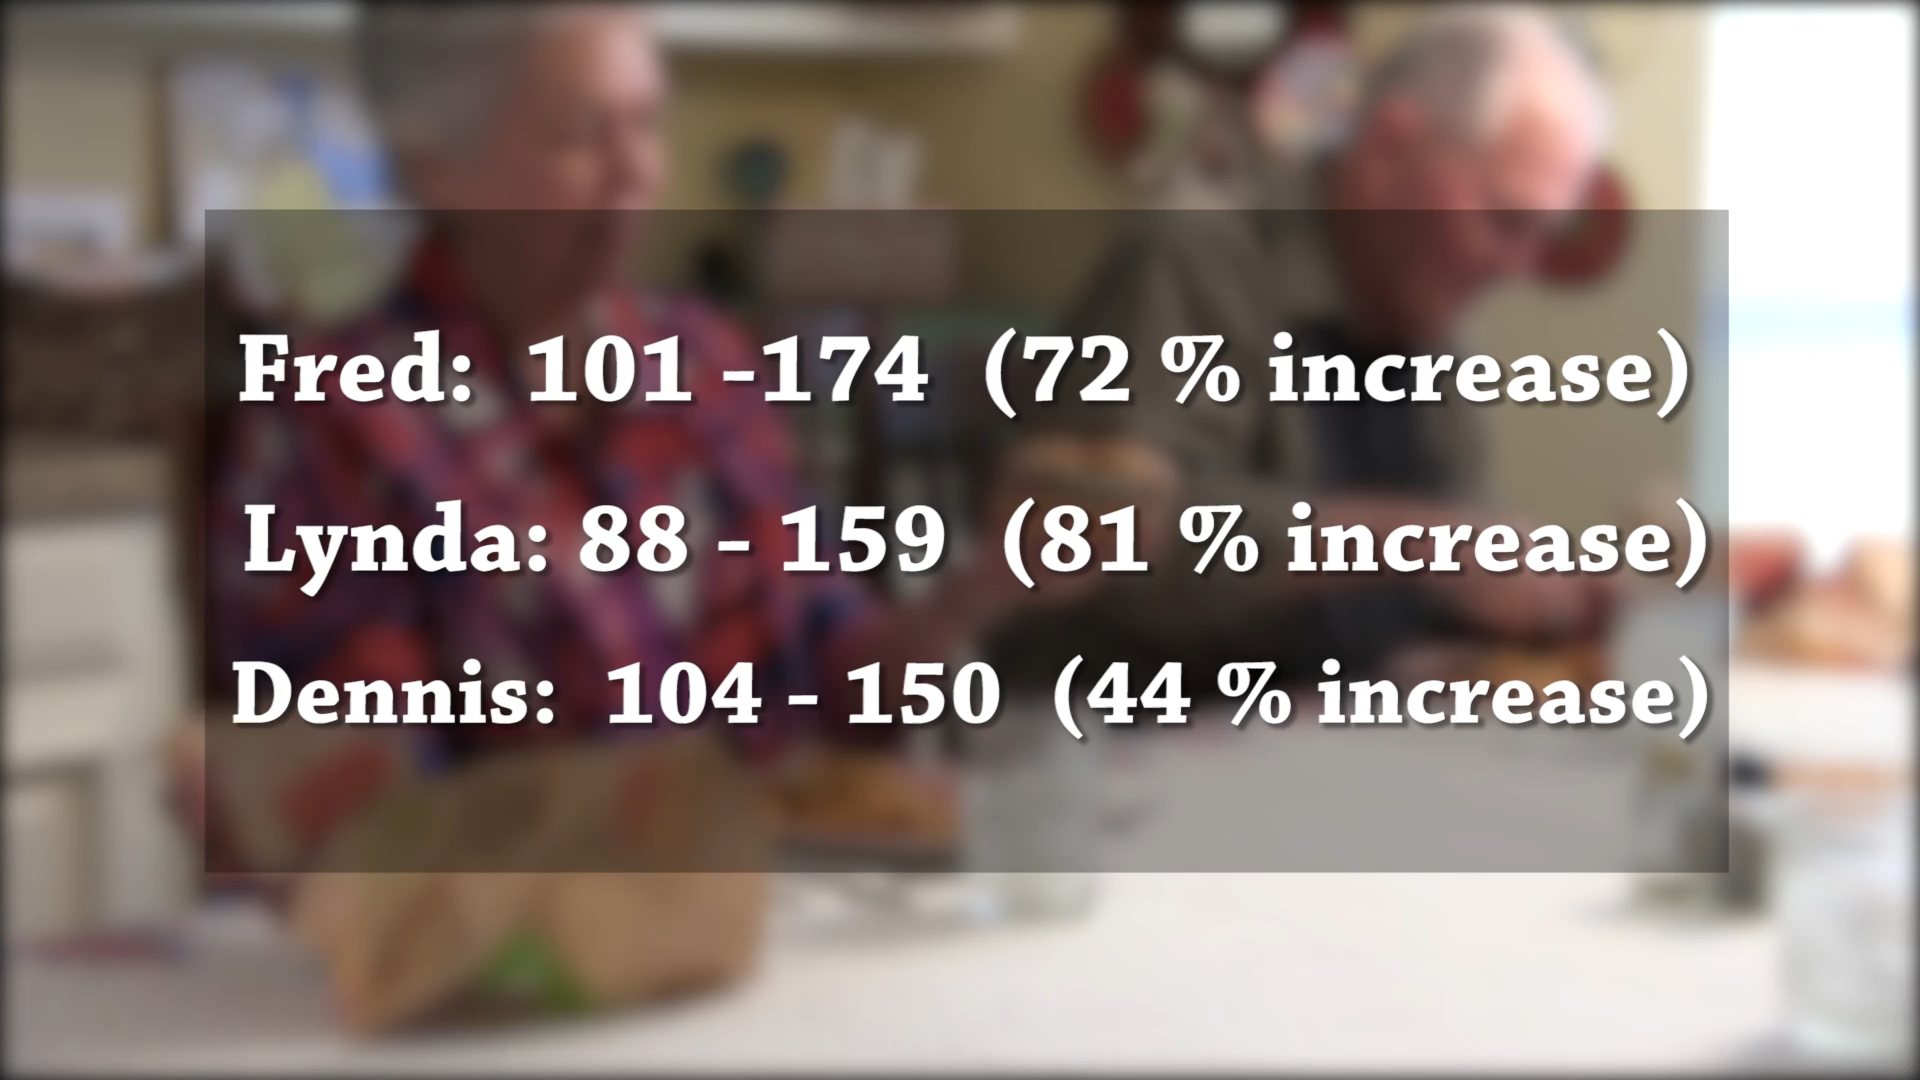 Fred: 101 -174 (72 % increase)
Lynda: 88 - 159 (81 % increase)
Dennis: 104 - 150 (44 % increase)